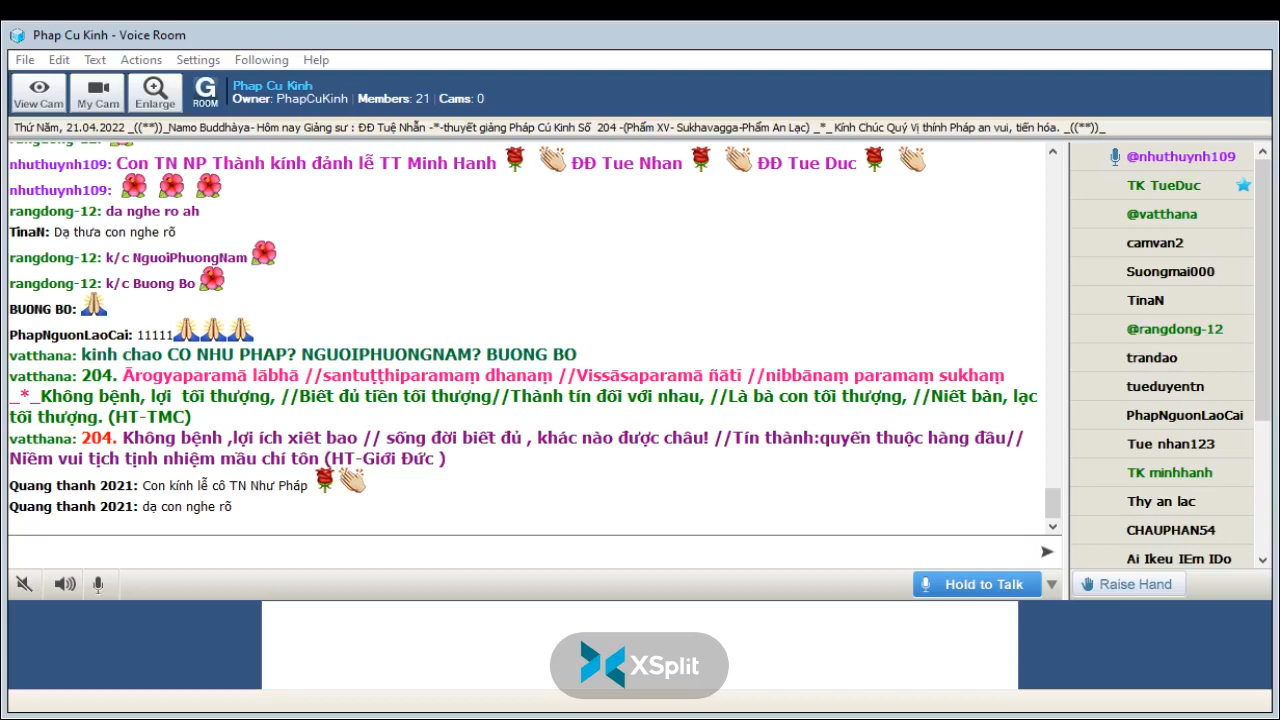 Phap Cu Kinh - Voice Room
File Edit Text Actions Settings Following Help
View Cam
My Cam
Enlarge
G
ROOM
Phap Cu Kinh
Owner: PhapCuKinh | Members: 21 | Cams: 0
Thứ Năm, 21.04.2022 _((**))_Namo Buddhàya- Hôm nay Giảng sư : ĐĐ Tuệ Nhẫn -*-thuyết giảng Pháp Cú Kinh Số 204 -(Phẩm XV- Sukhavagga-Phẩm An Lạc) _*_ Kính Chúc Quý Vị thính Pháp an vui, tiến hóa. _((**))_
nhuthuynh109: Con TN NP Thành kính đảnh lễ TT Minh Hanh ĐĐ Tue Nhan ĐĐ Tue Duc
nhuthuynh109:
rangdong-12: da nghe ro ah
TinaN: Dạ thưa con nghe rõ
rangdong-12: k/c NguoiPhuongNam
rangdong-12: k/c Buong Bo
BUONG BO:
PhapNguonLaoCai: 11111
vatthana: kinh chao CO NHU PHAP? NGUOIPHUONGNAM? BUONG BO
vatthana: 204. Ārogyaparamā lābhā //santuṭṭhiparamaṃ dhanaṃ //Vissāsaparamā ñātī //nibbānaṃ paramaṃ sukhaṃ
_*_Không bệnh, lợi tối thượng, //Biết đủ tiền tối thượng//Thành tín đối với nhau, //Là bà con tối thượng, //Niết bàn, lạc
tối thượng. (HT-TMC)
vatthana: 204. Không bệnh ,lợi ích xiết bao // sống đời biết đủ , khác nào được châu! //Tín thành:quyến thuộc hàng đầu//
Niềm vui tịch tịnh nhiệm mầu chí tôn (HT-Giới Đức )
Quang thanh 2021: Con kính lễ cô TN Như Pháp
Quang thanh 2021: dạ con nghe rõ
@nhuthuynh109
TK TueDuc
@vatthana
camvan2
Suongmai000
TinaN
@rangdong-12
trandao
tueduyentn
PhapNguonLaoCai
Tue nhan123
TK minhhanh
Thy an lac
CHAUPHAN54
Ai Ikeu IEm IDo
Hold to Talk
Raise Hand
XSplit